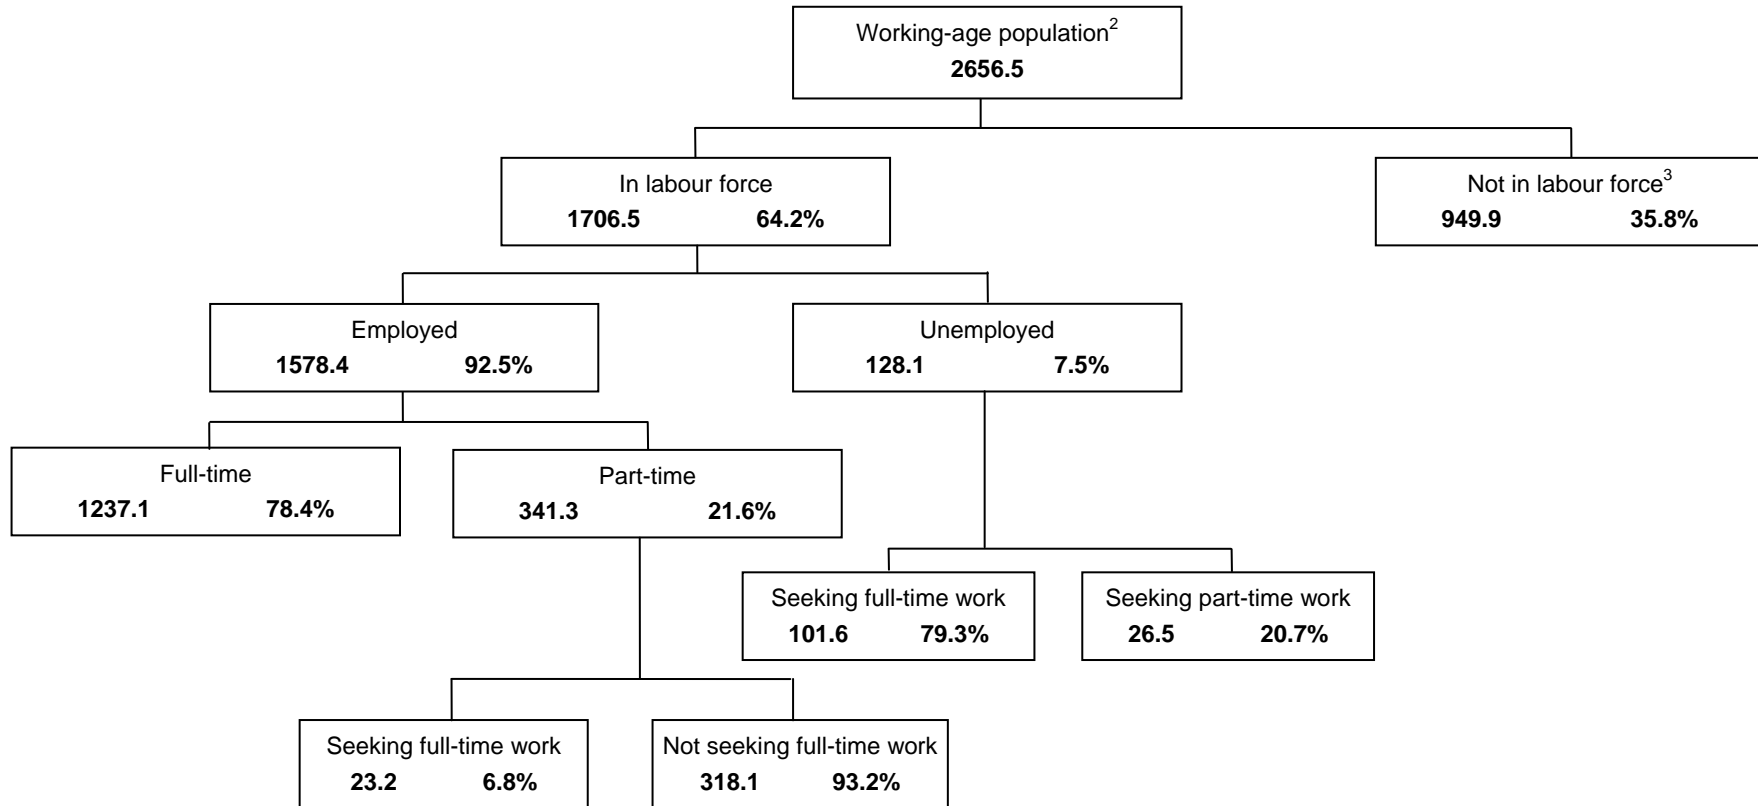 Working-age population²
2656.5
In labour force
1706.5 64.2%
Not in labour force³
949.9 35.8%
Employed
1578.4 92.5%
Unemployed
128.1 7.5%
Full-time
1237.1 78.4%
Part-time
341.3 21.6%
Seeking full-time work
101.6 79.3%
Seeking part-time work
26.5 20.7%
Seeking full-time work
23.2 6.8%
Not seeking full-time work
318.1 93.2%